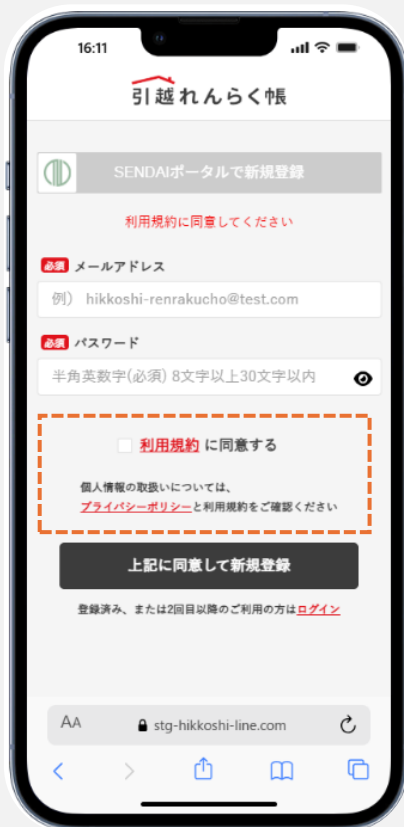 16:11
引越れんらく帳
SENDAIポータルで新規登録
利用規約に同意してください
必須 メールアドレス
例） hikkoshi-renrakucho@test.com
必須 パスワード
半角英数字(必須) 8文字以上30文字以内
利用規約 に同意する
個人情報の取扱いについては、
プライバシーポリシーと利用規約をご確認ください
上記に同意して新規登録
登録済み、または2回目以降のご利用の方はログイン
AA stg-hikkoshi-line.com